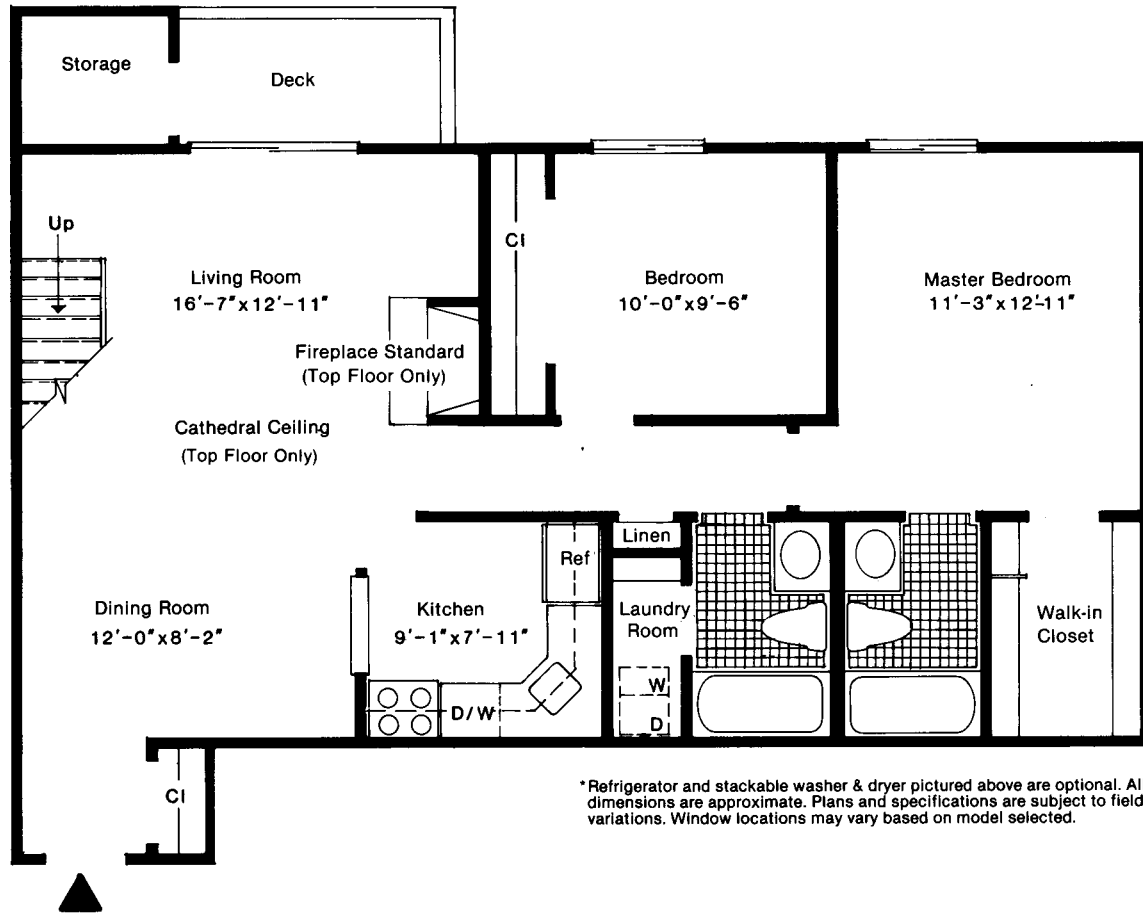 Storage
Deck
Up
Living Room
16'-7"x12'-11"
Cl
Bedroom
10'-0"x9'-6"
Master Bedroom
11'-3"x12'-11"
Fireplace Standard
(Top Floor Only)
Cathedral Ceiling
(Top Floor Only)
Linen
Ref
Dining Room
12'-0"x8'-2"
Kitchen
9'-1"x7'-11"
Laundry
Room
Walk-in
Closet
W
D/W
D
Cl
*Refrigerator and stackable washer & dryer pictured above are optional. Al
dimensions are approximate. Plans and specifications are subject to field
variations. Window locations may vary based on model selected.